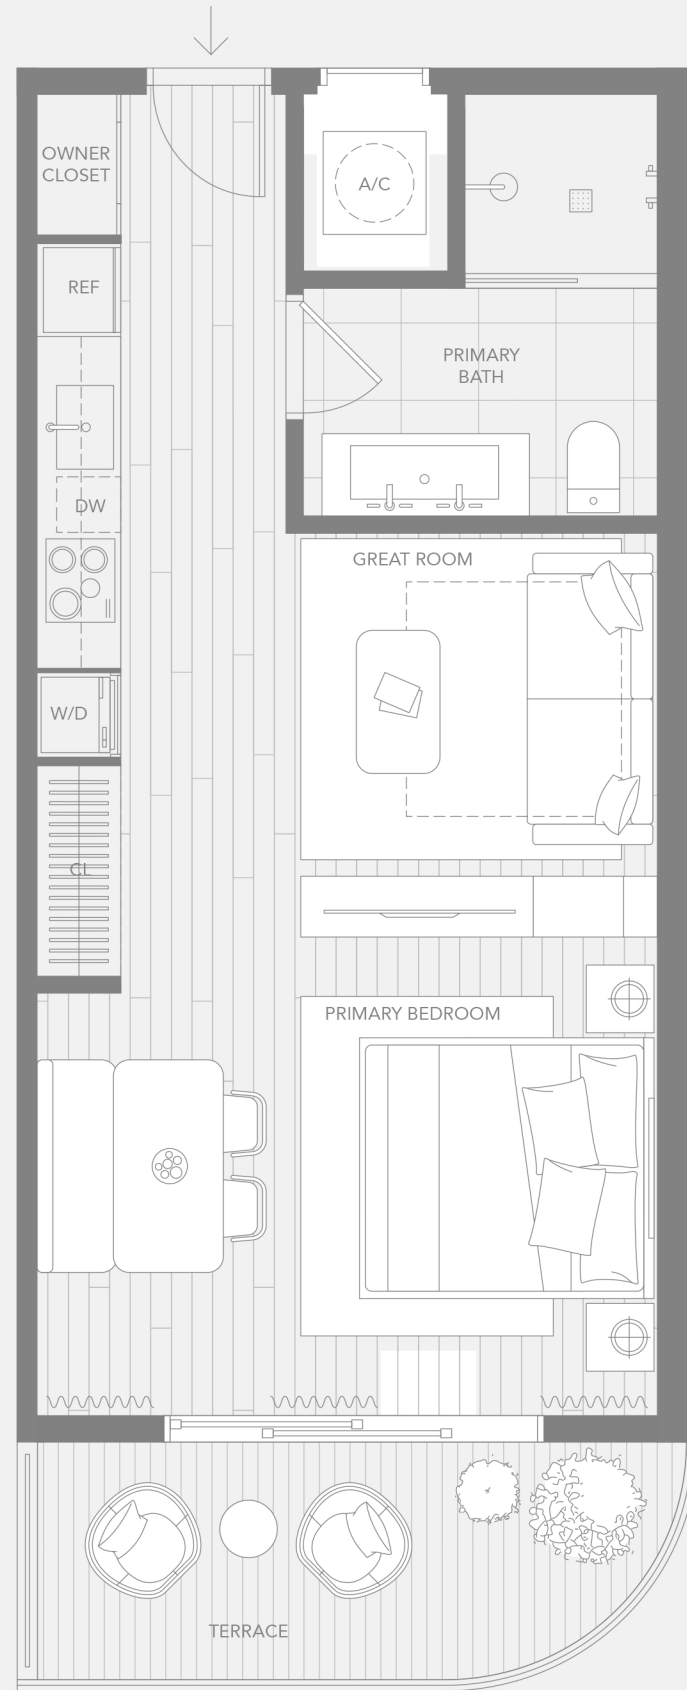 OWNER
CLOSET
A/C
REF
PRIMARY
BATH
DW
GREAT ROOM
W/D
CL
PRIMARY BEDROOM
TERRACE